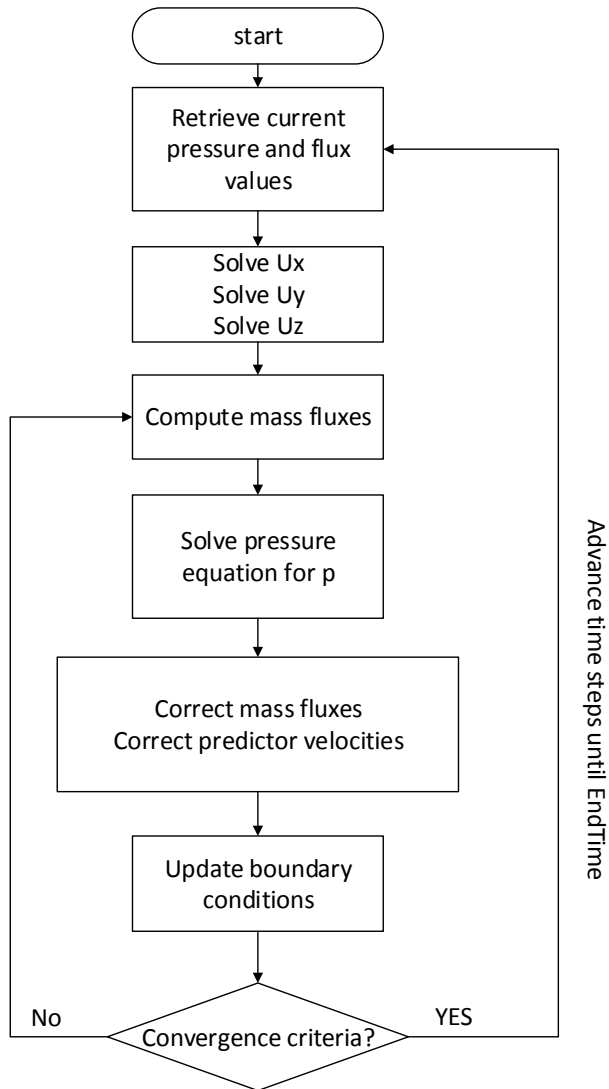 start
Retrieve current
pressure and flux
values
Solve Ux
Solve Uy
Solve Uz
Compute mass fluxes
Solve pressure
equation for p
Correct mass fluxes
Correct predictor velocities
Update boundary
conditions
Convergence criteria?
No
YES
Advance time steps until EndTime